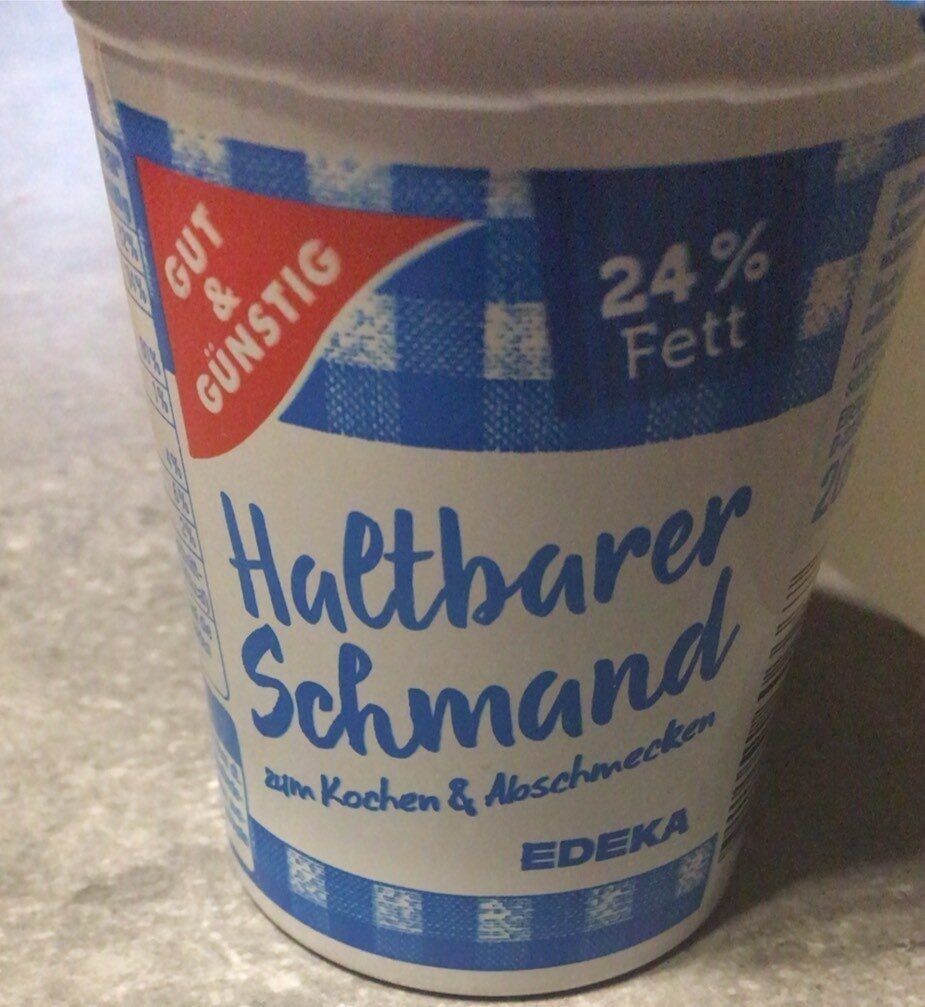 GUT
&
GÜNSTIG
24%
Fett
Haltbarer
Schmand
zum Kochen & Abschmecken
EDEKA